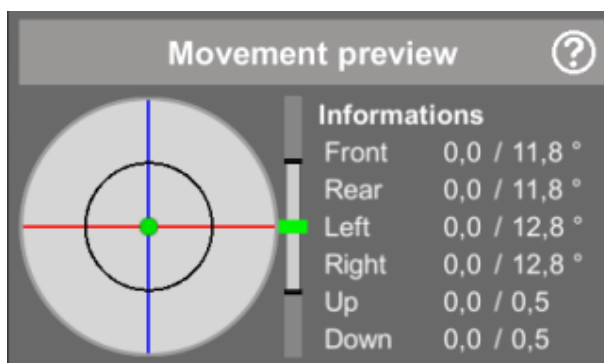 Movement preview ?
Informations
Front 0,0 / 11,8 °
Rear 0,0 / 11,8 °
Left 0,0 / 12,8 °
Right 0,0 / 12,8 °
Up 0,0 / 0,5
Down 0,0 / 0,5